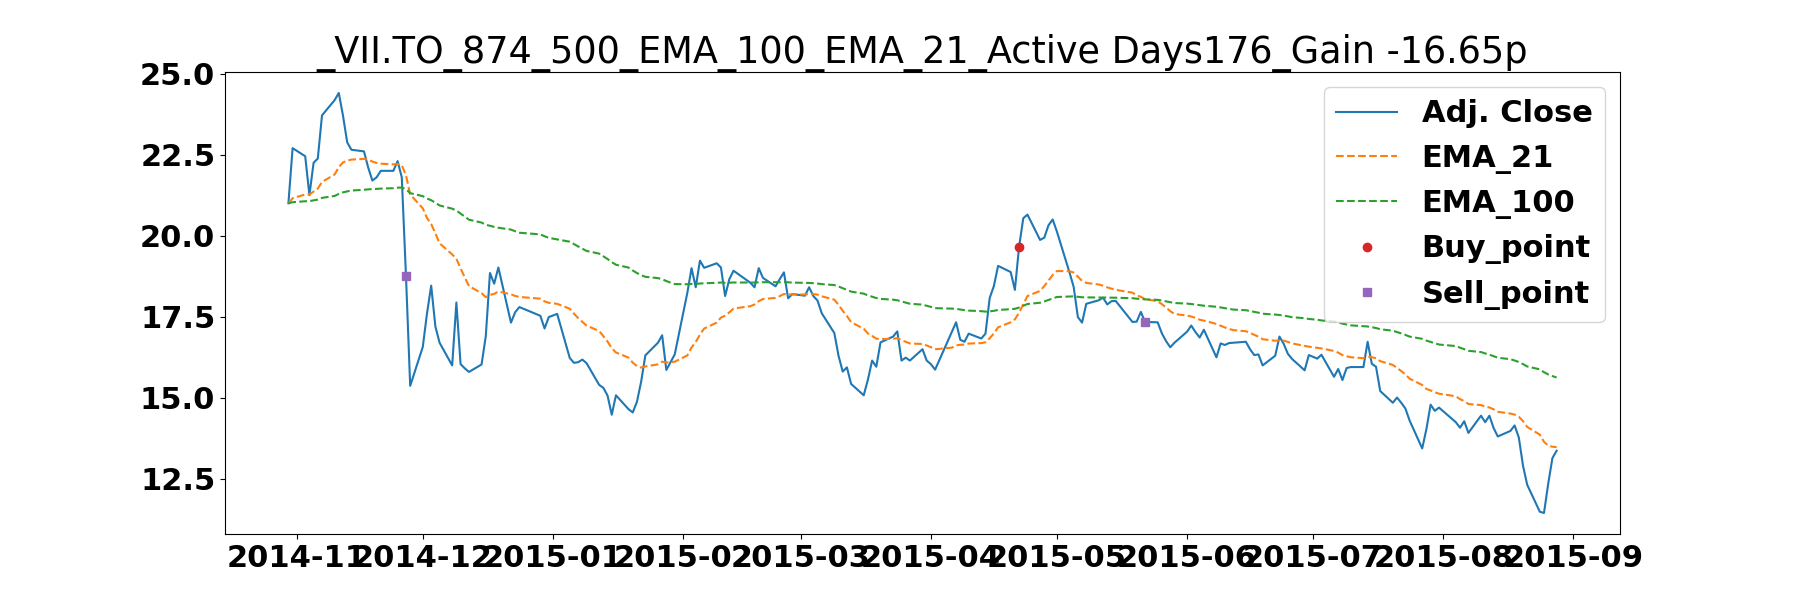 _VII.TO_874_500_EMA_100_EMA_21_Active Days176_Gain -16.65p
25.0
22.5
20.0
17.5
15.0
12.5
Adj. Close
EMA_21
EMA_100
Buy_point
Sell_point
2014-11 2014-12 2015-01 2015-02 2015-03 2015-04 2015-05 2015-06 2015-07 2015-08 2015-09